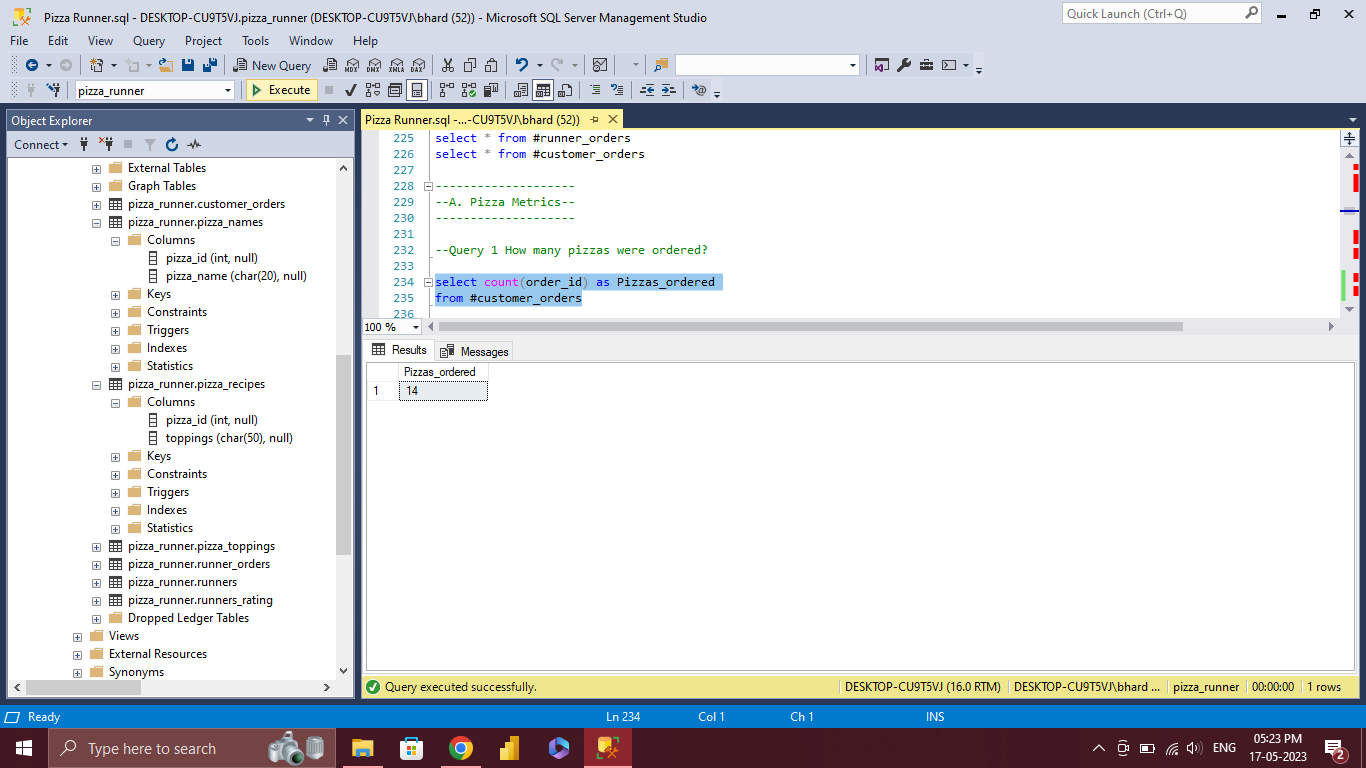 Pizza Runner.sql - DESKTOP-CU9T5VJ.pizza_runner (DESKTOP-CU9T5VJ\bhard (52)) - Microsoft SQL Server Management Studio
Quick Launch (Ctrl+Q)
File Edit View Query Project Tools Window Help
New Query MDX DMX XMLA DAX
pizza_runner Execute
Object Explorer
Connect
External Tables
Graph Tables
pizza_runner.customer_orders
pizza_runner.pizza_names
Columns
pizza_id (int, null)
pizza_name (char(20), null)
Keys
Constraints
Triggers
Indexes
Statistics
pizza_runner.pizza_recipes
Columns
pizza_id (int, null)
toppings (char(50), null)
Keys
Constraints
Triggers
Indexes
Statistics
pizza_runner.pizza_toppings
pizza_runner.runner_orders
pizza_runner.runners
pizza_runner.runners_rating
Dropped Ledger Tables
Views
External Resources
Synonyms
Pizza Runner.sql -...-CU9T5VJ\bhard (52))
225 select * from #runner_orders
226 select * from #customer_orders
227
228 --------------------
229 --A. Pizza Metrics--
230 --------------------
231
232 --Query 1 How many pizzas were ordered?
233
234 select count(order_id) as Pizzas_ordered
235 from #customer_orders
236
100 %
Results Messages
Pizzas_ordered
1 14
Query executed successfully. DESKTOP-CU9T5VJ (16.0 RTM) DESKTOP-CU9T5VJ\bhard ... pizza_runner 00:00:00 1 rows
Ready Ln 234 Col 1 Ch 1 INS
Type here to search
ENG
05:23 PM
17-05-2023
2